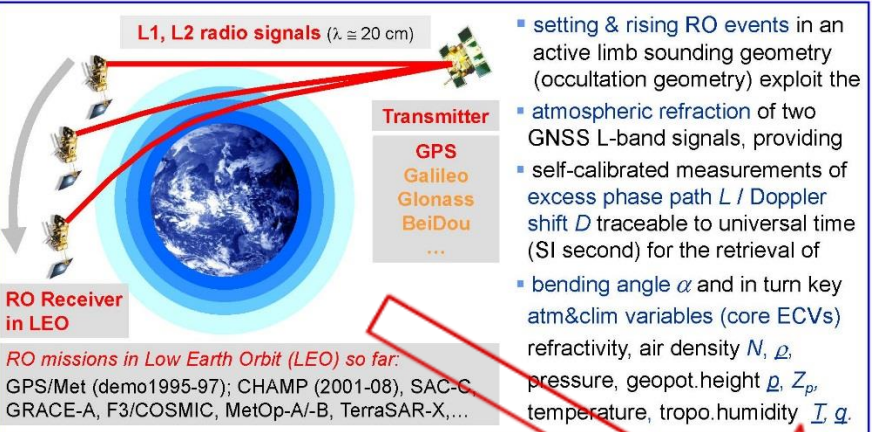 L1, L2 radio signals (λ ≅ 20 cm)
Transmitter
GPS
Galileo
Glonass
BeiDou
...
RO Receiver
in LEO
RO missions in Low Earth Orbit (LEO) so far:
GPS/Met (demo1995-97); CHAMP (2001-08), SAC-C,
GRACE-A, F3/COSMIC, MetOp-A/-B, TerraSAR-X,...
▪ setting & rising RO events in an
active limb sounding geometry
(occultation geometry) exploit the
▪ atmospheric refraction of two
GNSS L-band signals, providing
▪ self-calibrated measurements of
excess phase path L / Doppler
shift D traceable to universal time
(SI second) for the retrieval of
▪ bending angle α and in turn key
atm&clim variables (core ECVs)
refractivity, air density N, ρ,
pressure, geopot.height p, Zp,
temperature, tropo.humidity T, q.